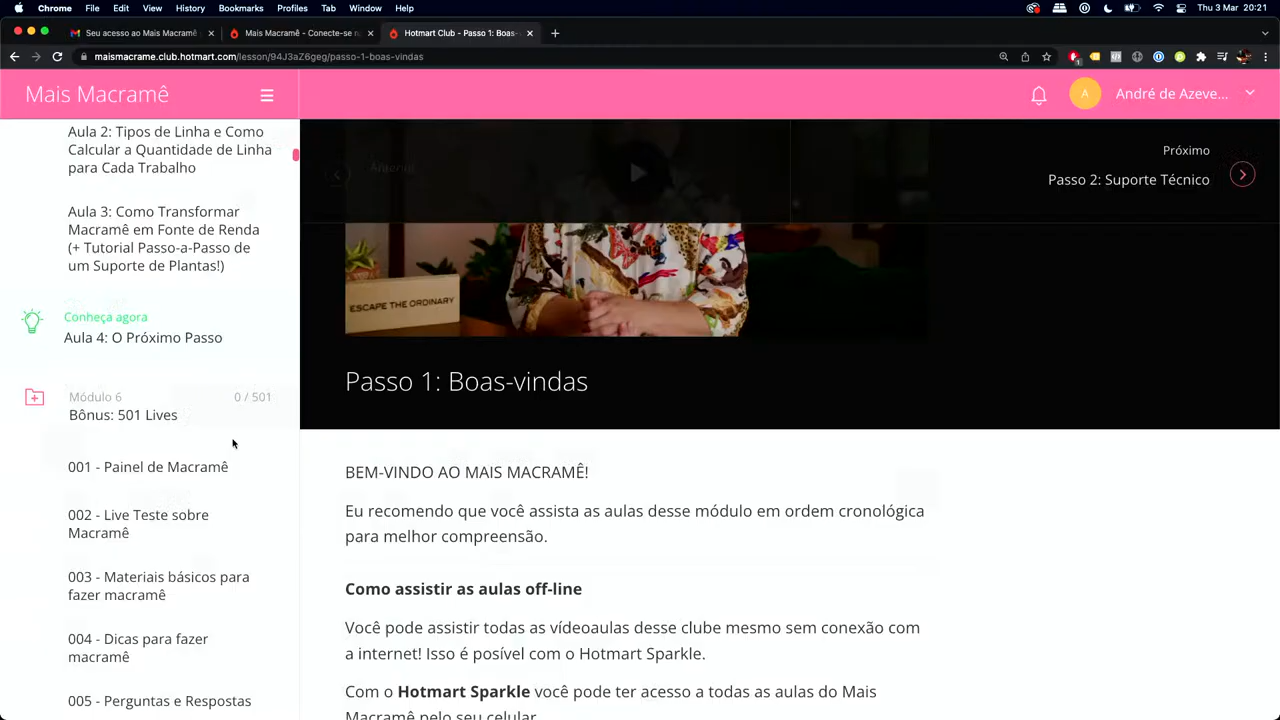 Chrome File Edit View History Bookmarks Profiles Tab Window Help Thu 3 Mar 20:21
Seu acesso ao Mais Macramê
Mais Macramê - Conecte-se n
Hotmart Club - Passo 1: Boas-
maismacrame.club.hotmart.com/lesson/94J3aZ6geg/passo-1-boas-vindas
Mais Macramê
A André de Azeve...
Aula 2: Tipos de Linha e Como
Calcular a Quantidade de Linha
para Cada Trabalho
Aula 3: Como Transformar
Macramê em Fonte de Renda
(+ Tutorial Passo-a-Passo de
um Suporte de Plantas!)
Conheça agora
Aula 4: O Próximo Passo
Módulo 6 0 / 501
Bônus: 501 Lives
001 - Painel de Macramê
002 - Live Teste sobre
Macramê
003 - Materiais básicos para
fazer macramê
004 - Dicas para fazer
macramê
005 - Perguntas e Respostas
Anterior
Próximo
Passo 2: Suporte Técnico
ESCAPE THE ORDINARY
Passo 1: Boas-vindas
BEM-VINDO AO MAIS MACRAMÊ!
Eu recomendo que você assista as aulas desse módulo em ordem cronológica
para melhor compreensão.
Como assistir as aulas off-line
Você pode assistir todas as vídeoaulas desse clube mesmo sem conexão com
a internet! Isso é posível com o Hotmart Sparkle.
Com o Hotmart Sparkle você pode ter acesso a todas as aulas do Mais
Macramê pelo seu celular.